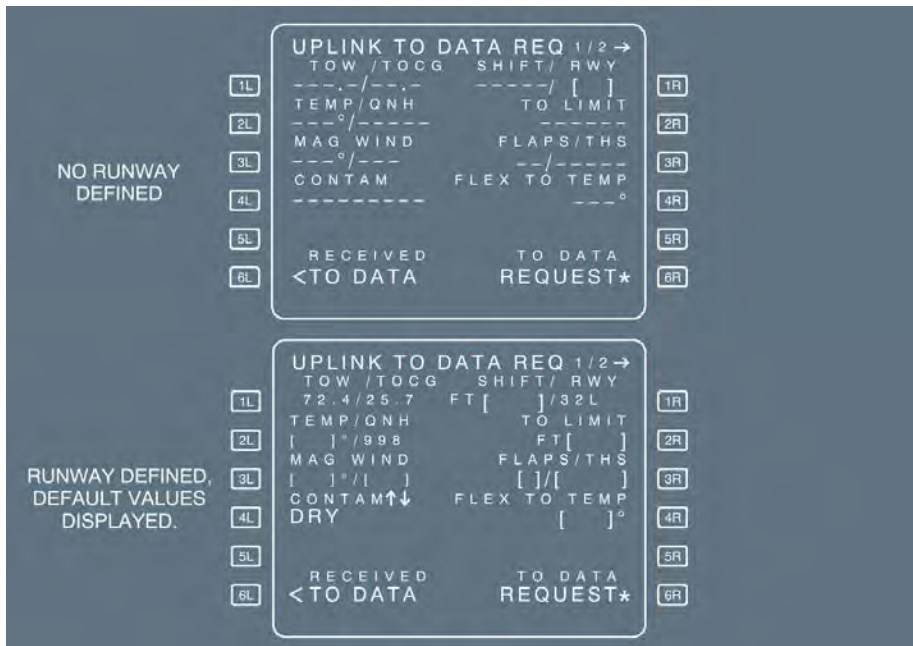 UPLINK TO DATA REQ 1/2→
TOW /TOCG SHIFT/ RWY
1L ---.-/--.- -----/ [ ] 1R
TEMP/QNH TO LIMIT
2L ---°/----- ------ 2R
MAG WIND FLAPS/THS
3L ---°/--- --/----- 3R
NO RUNWAY
DEFINED
CONTAM FLEX TO TEMP
4L --------- ---° 4R
5L 5R
RECEIVED TO DATA
6L <TO DATA REQUEST* 6R
UPLINK TO DATA REQ 1/2→
TOW /TOCG SHIFT/ RWY
1L 72.4/25.7 FT[ ]/32L 1R
TEMP/QNH TO LIMIT
2L [ ]°/998 FT[ ] 2R
MAG WIND FLAPS/THS
3L [ ]°/[ ] [ ]/[ ] 3R
RUNWAY DEFINED,
DEFAULT VALUES
DISPLAYED.
CONTAM↑↓ FLEX TO TEMP
4L DRY [ ]° 4R
5L 5R
RECEIVED TO DATA
6L <TO DATA REQUEST* 6R